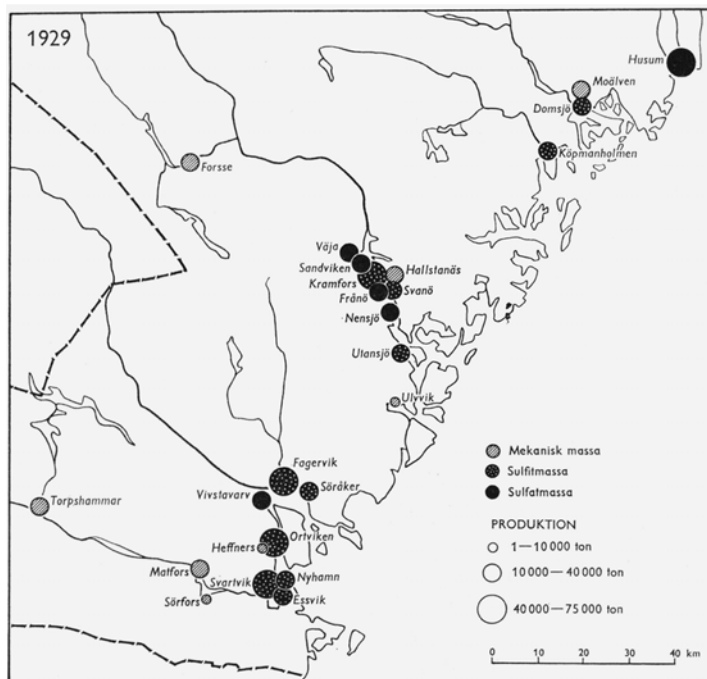 1929
Husum
Moälven
Domsjö
Köpmanholmen
Forsse
Väja
Sandviken
Hallstanäs
Kramfors
Svanö
Frånö
Nensjö
Utansjö
Ulvvik
Fagervik
Söråker
Vivstavarv
Torpshammar
Ortviken
Heffners
Matfors
Nyhamn
Svartvik
Sörfors
Essvik
Mekanisk massa
Sulfitmassa
Sulfatmassa
PRODUKTION
1—10 000 ton
10 000—40 000 ton
40 000—75 000 ton
0 10 20 30 40 km